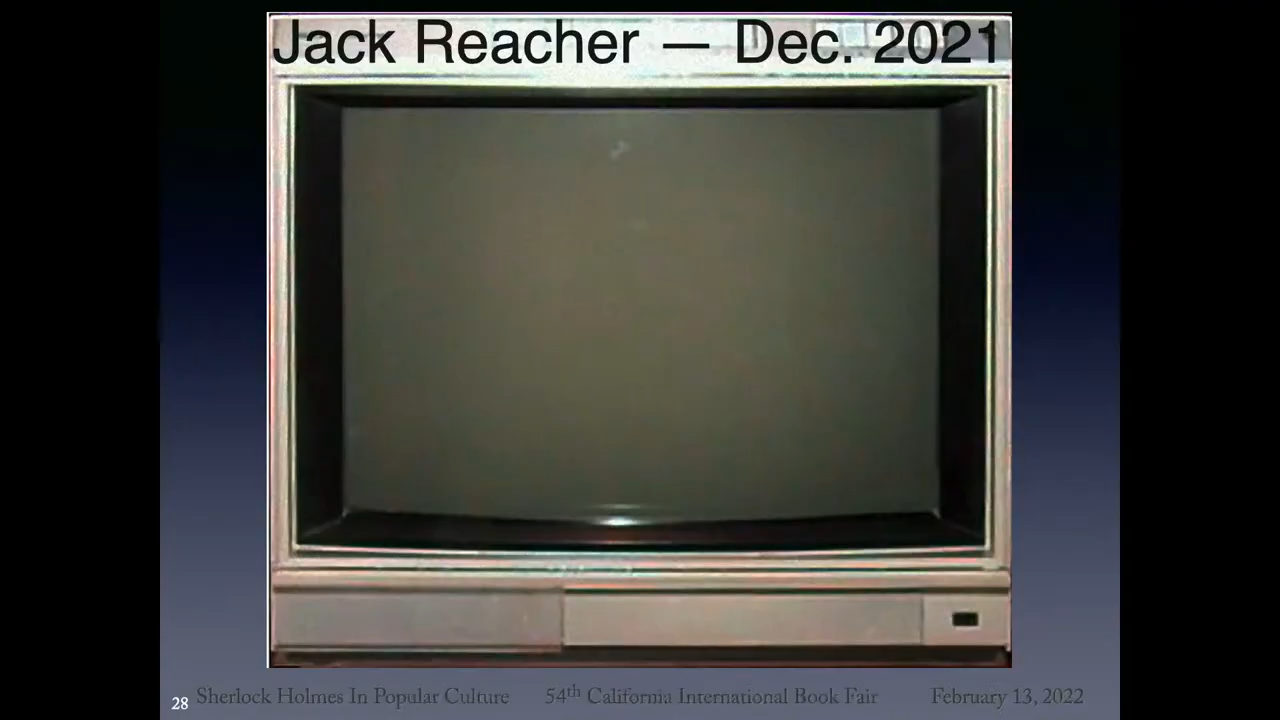 Jack Reacher — Dec. 2021
28 Sherlock Holmes In Popular Culture 54th California International Book Fair February 13, 2022